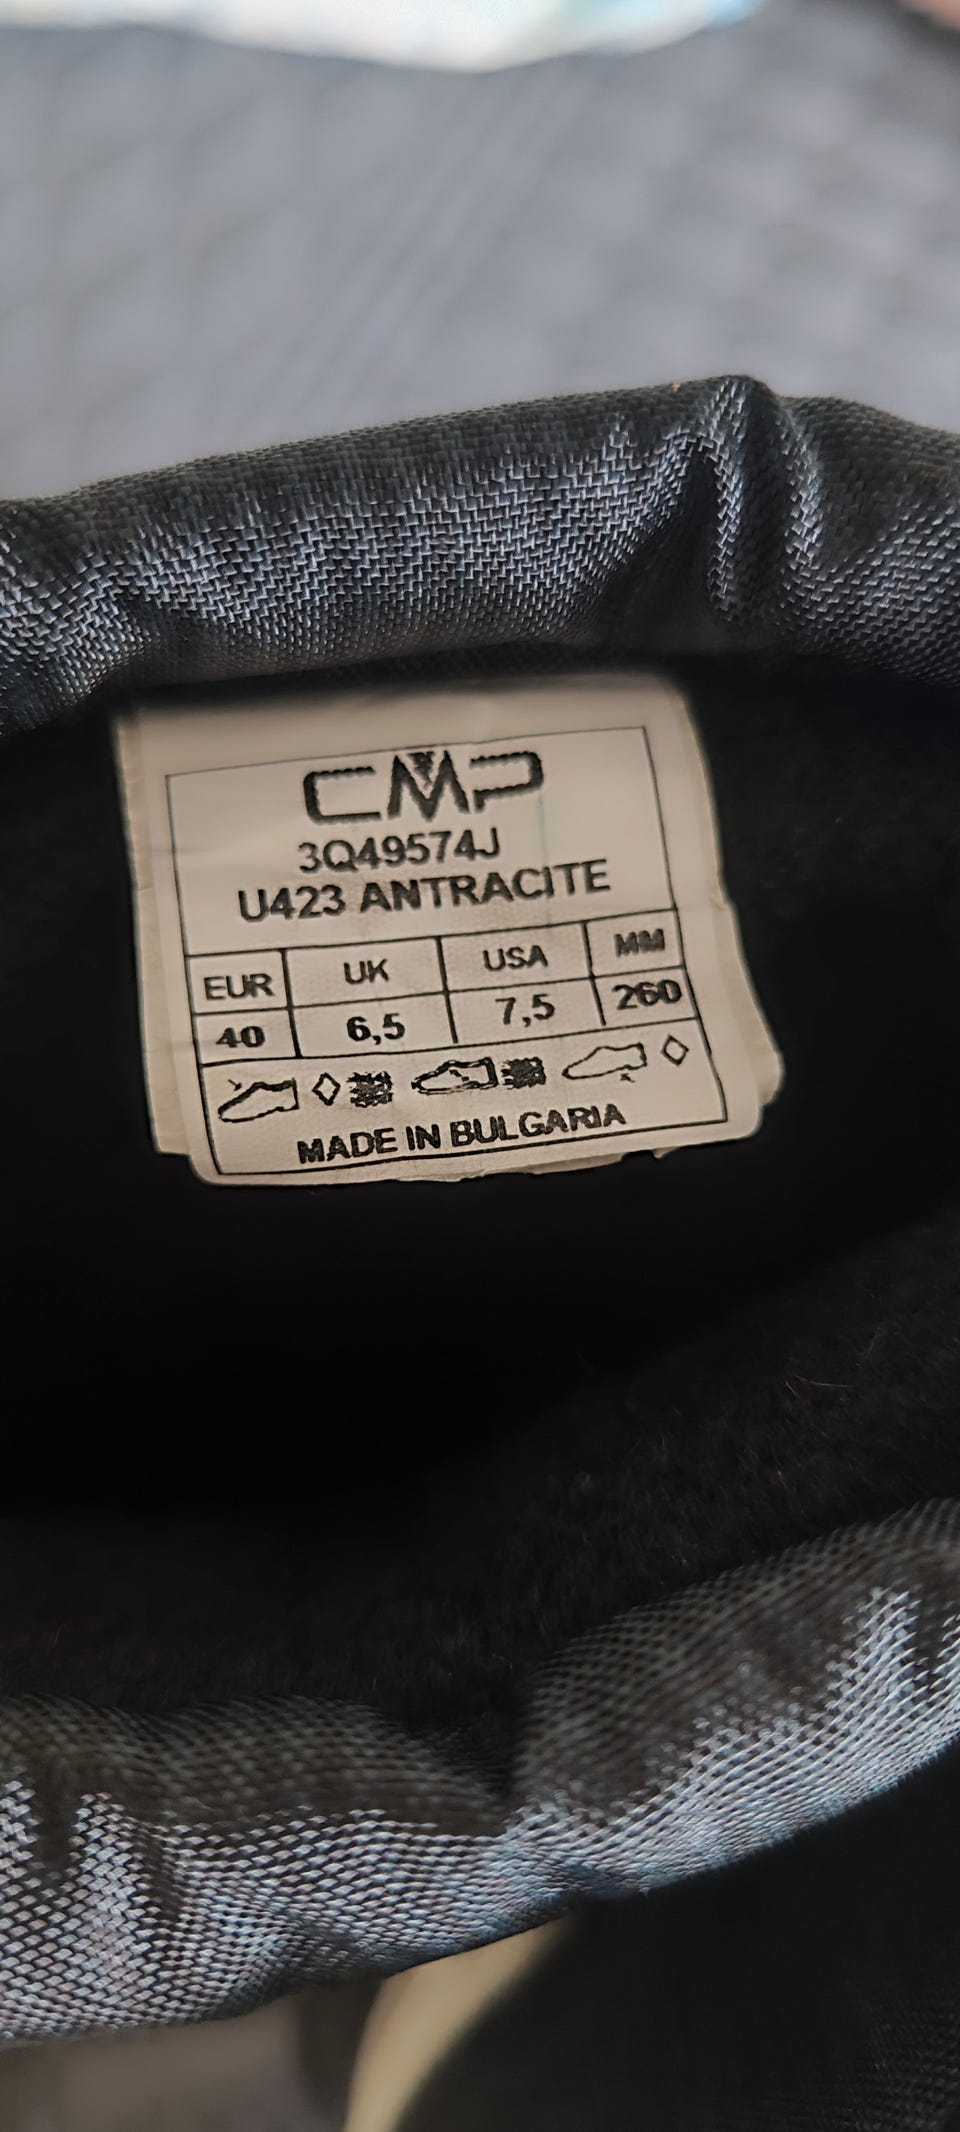 CMP
3Q49574J
U423 ANTRACITE
EUR UK USA MM
40 6,5 7,5 260
MADE IN BULGARIA